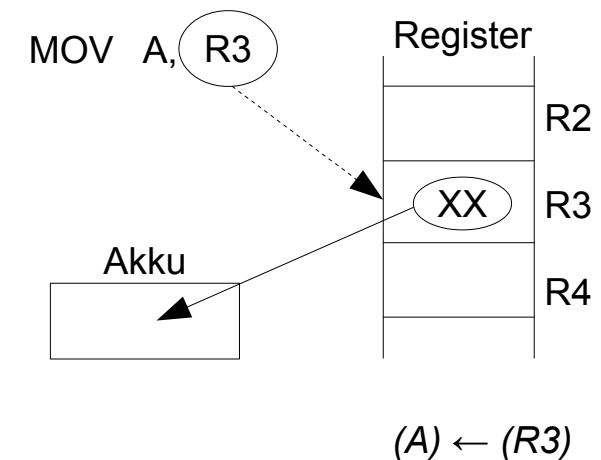 MOV A, R3
Register
R2
XX R3
Akku
R4
(A) ← (R3)